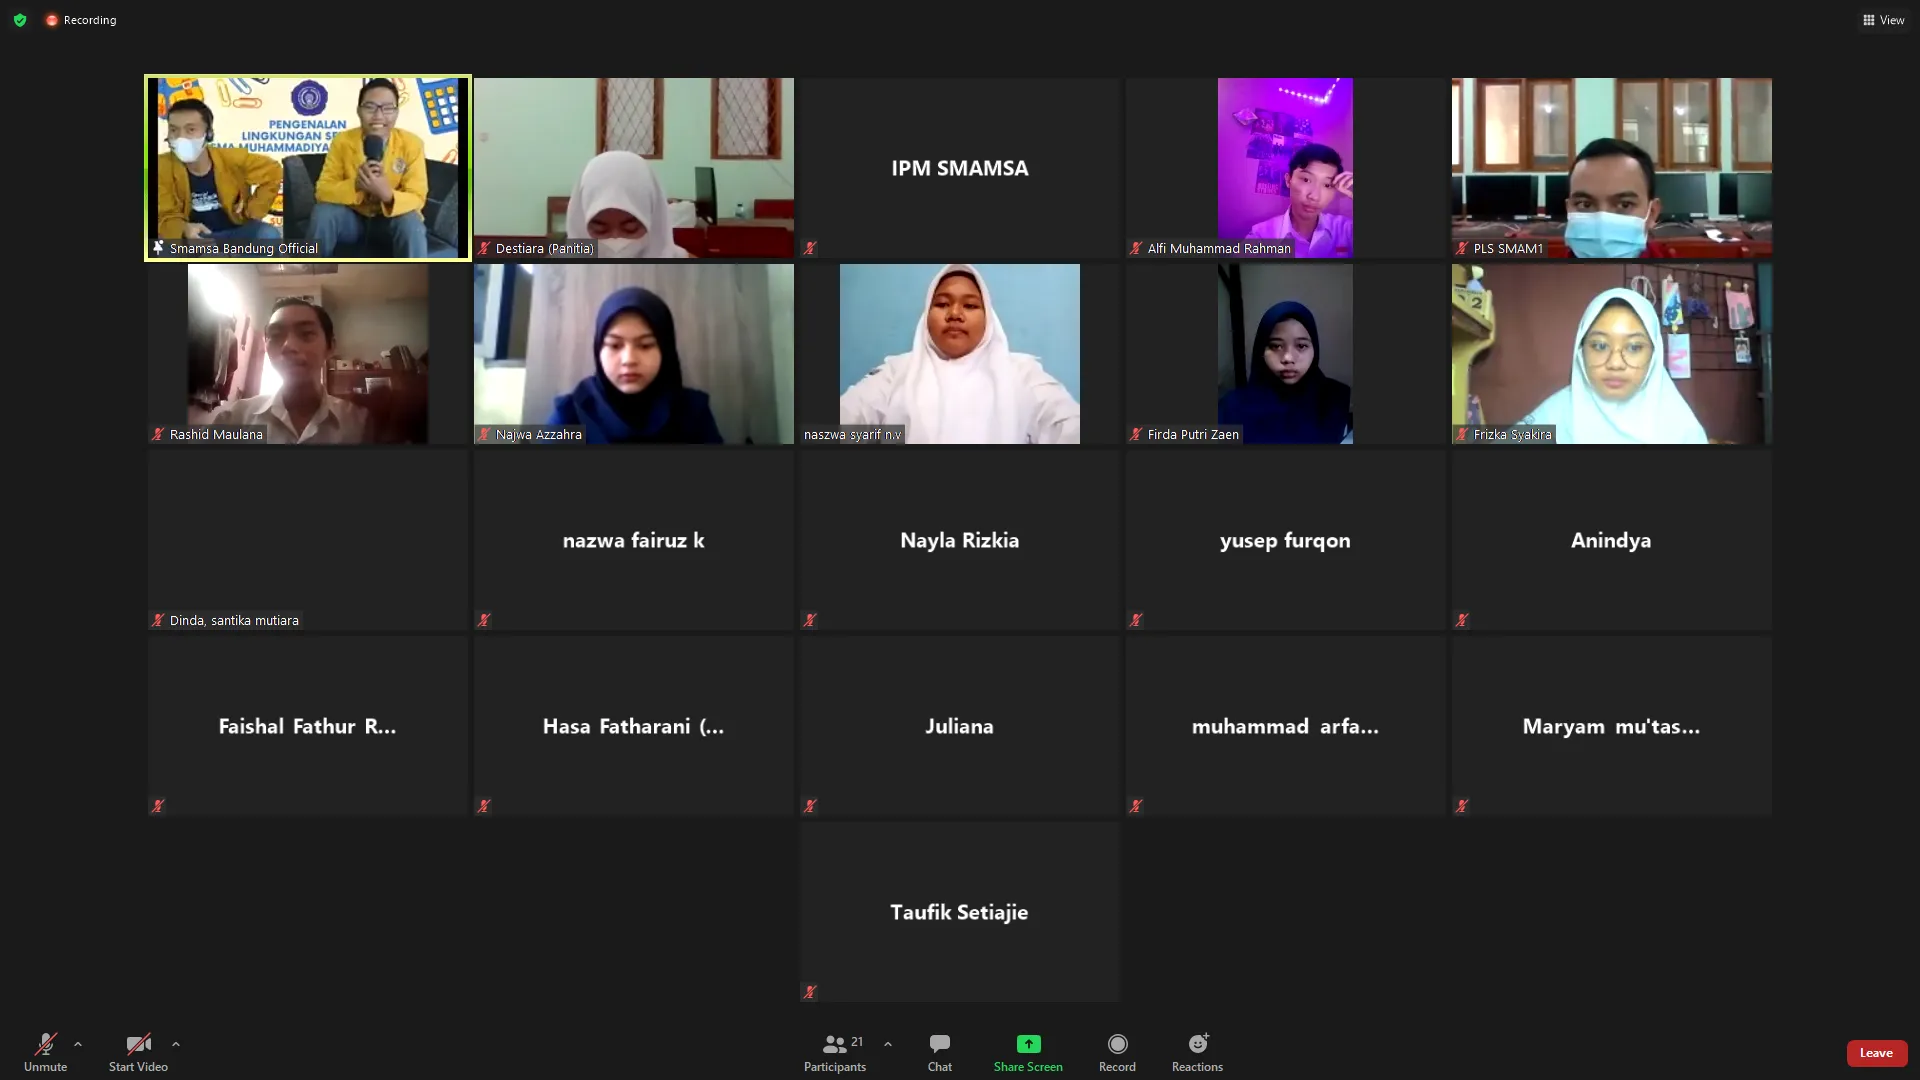 Recording
View
PENGENALAN
LINGKUNGAN SE
MA MUHAMMADIYA
SU
Smamsa Bandung Official
Destiara (Panitia)
IPM SMAMSA
Alfi Muhammad Rahman
PLS SMAM1
Rashid Maulana
Najwa Azzahra
naszwa syarif n.v
Firda Putri Zaen
Frizka Syakira
Dinda, santika mutiara
nazwa fairuz k
Nayla Rizkia
yusep furqon
Anindya
Faishal Fathur R...
Hasa Fatharani (...
Juliana
muhammad arfa...
Maryam mu'tas...
Taufik Setiajie
Unmute
Start Video
21
Participants
Chat
Share Screen
Record
Reactions
Leave